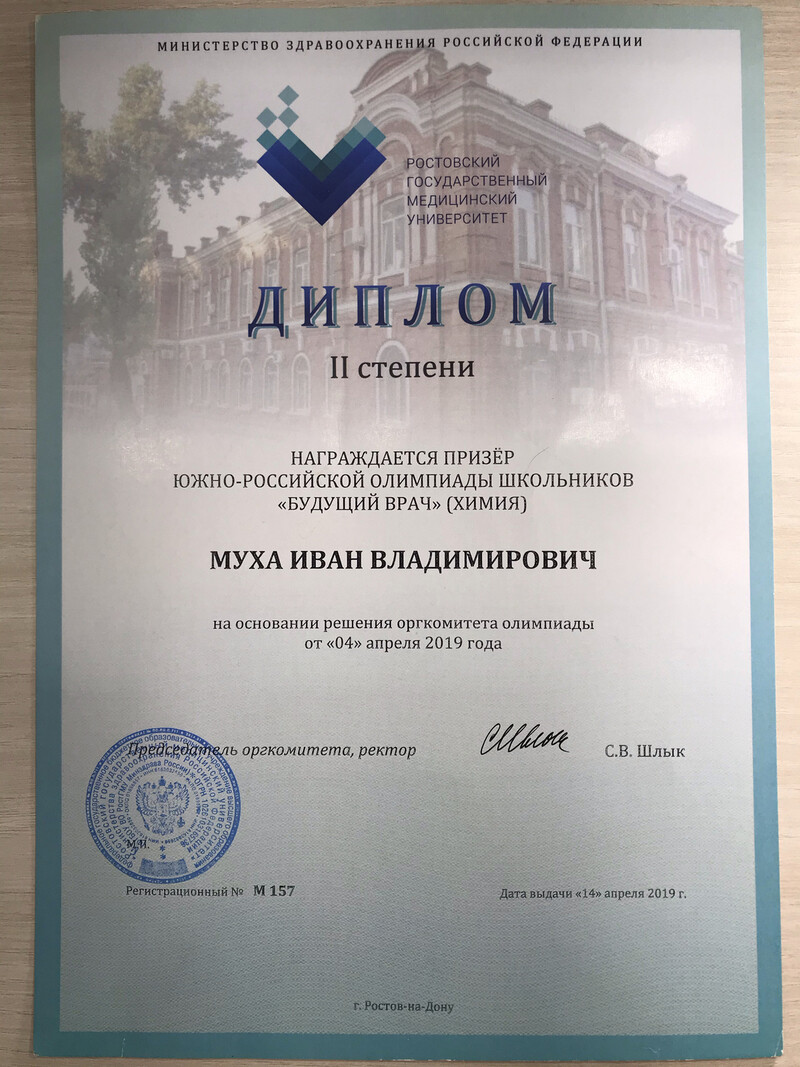 МИНИСТЕРСТВО ЗДРАВООХРАНЕНИЯ РОССИЙСКОЙ ФЕДЕРАЦИИ
РОСТОВСКИЙ
ГОСУДАРСТВЕННЫЙ
МЕДИЦИНСКИЙ
УНИВЕРСИТЕТ
ДИПЛОМ
II степени
НАГРАЖДАЕТСЯ ПРИЗЁР
ЮЖНО-РОССИЙСКОЙ ОЛИМПИАДЫ ШКОЛЬНИКОВ
«БУДУЩИЙ ВРАЧ» (ХИМИЯ)
МУХА ИВАН ВЛАДИМИРОВИЧ
на основании решения оргкомитета олимпиады
от «04» апреля 2019 года
Председатель оргкомитета, ректор
С.В. Шлык
М.П.
Регистрационный № М 157
Дата выдачи «14» апреля 2019 г.
г. Ростов-на-Дону